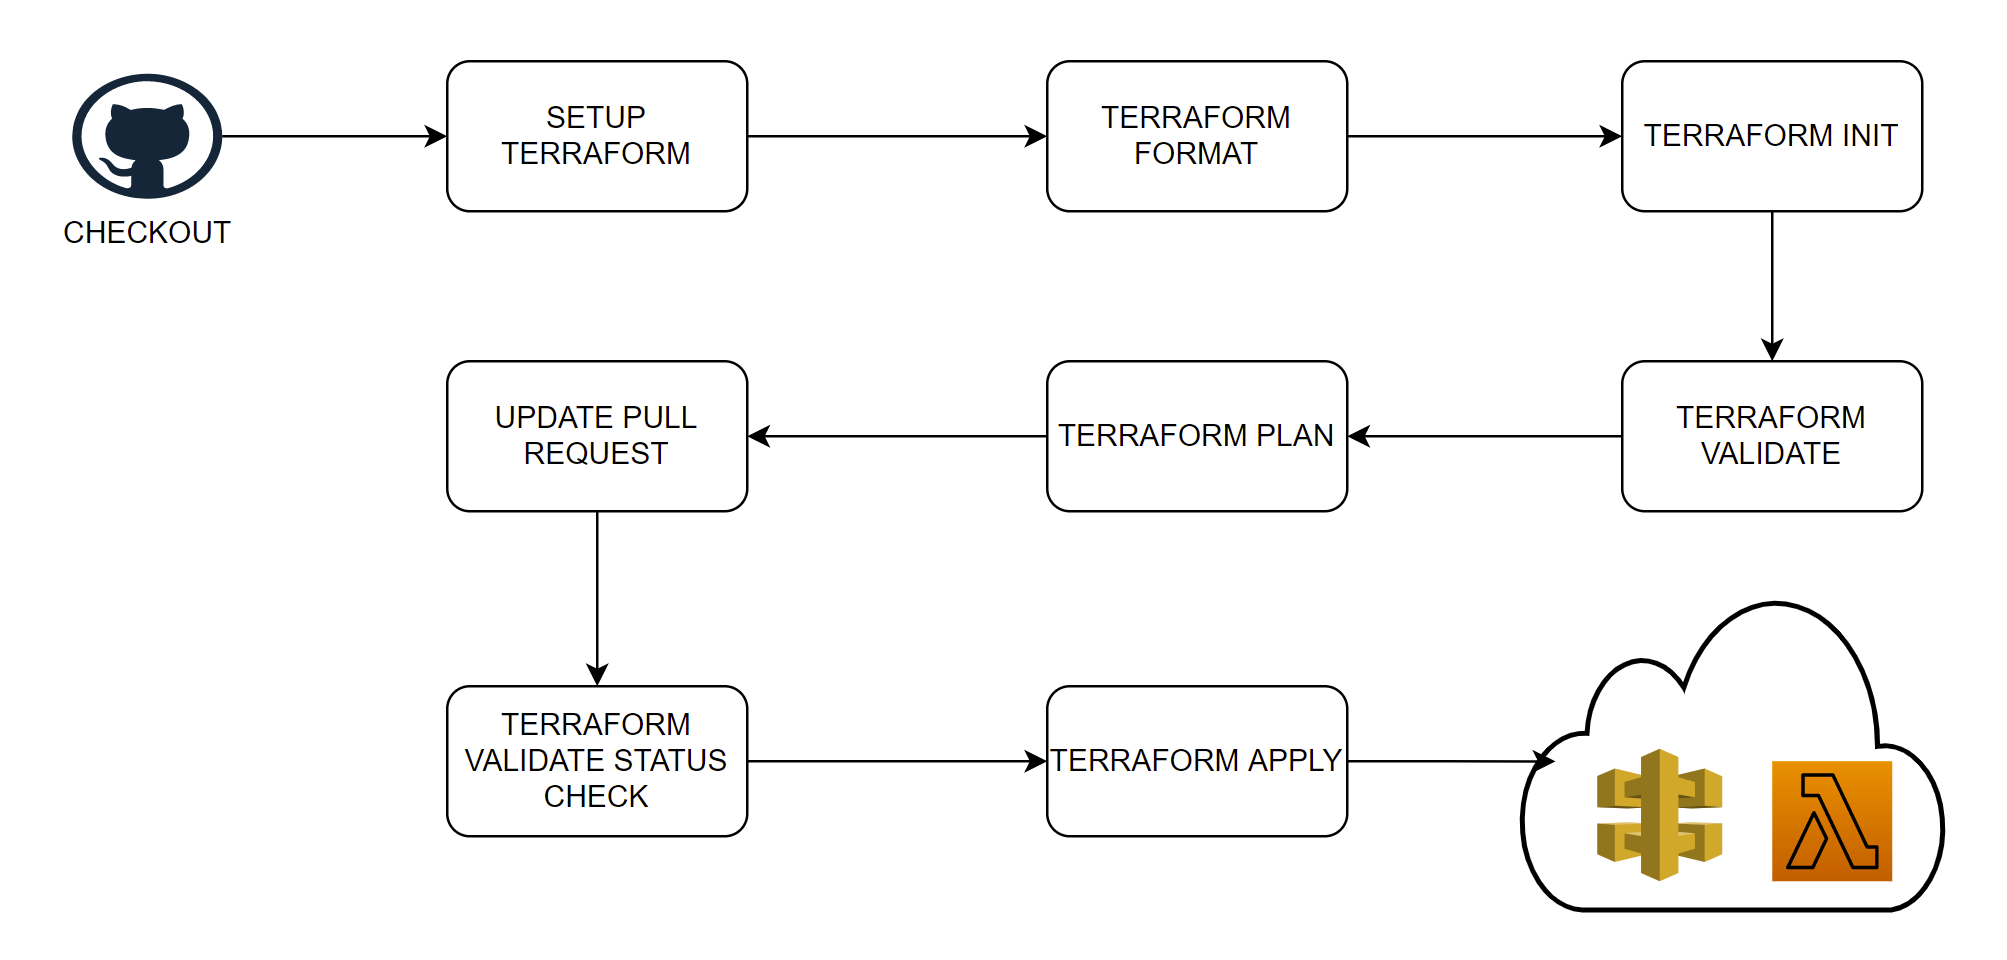 CHECKOUT
SETUP
TERRAFORM
TERRAFORM
FORMAT
TERRAFORM INIT
TERRAFORM
VALIDATE
TERRAFORM PLAN
UPDATE PULL
REQUEST
TERRAFORM
VALIDATE STATUS
CHECK
TERRAFORM APPLY